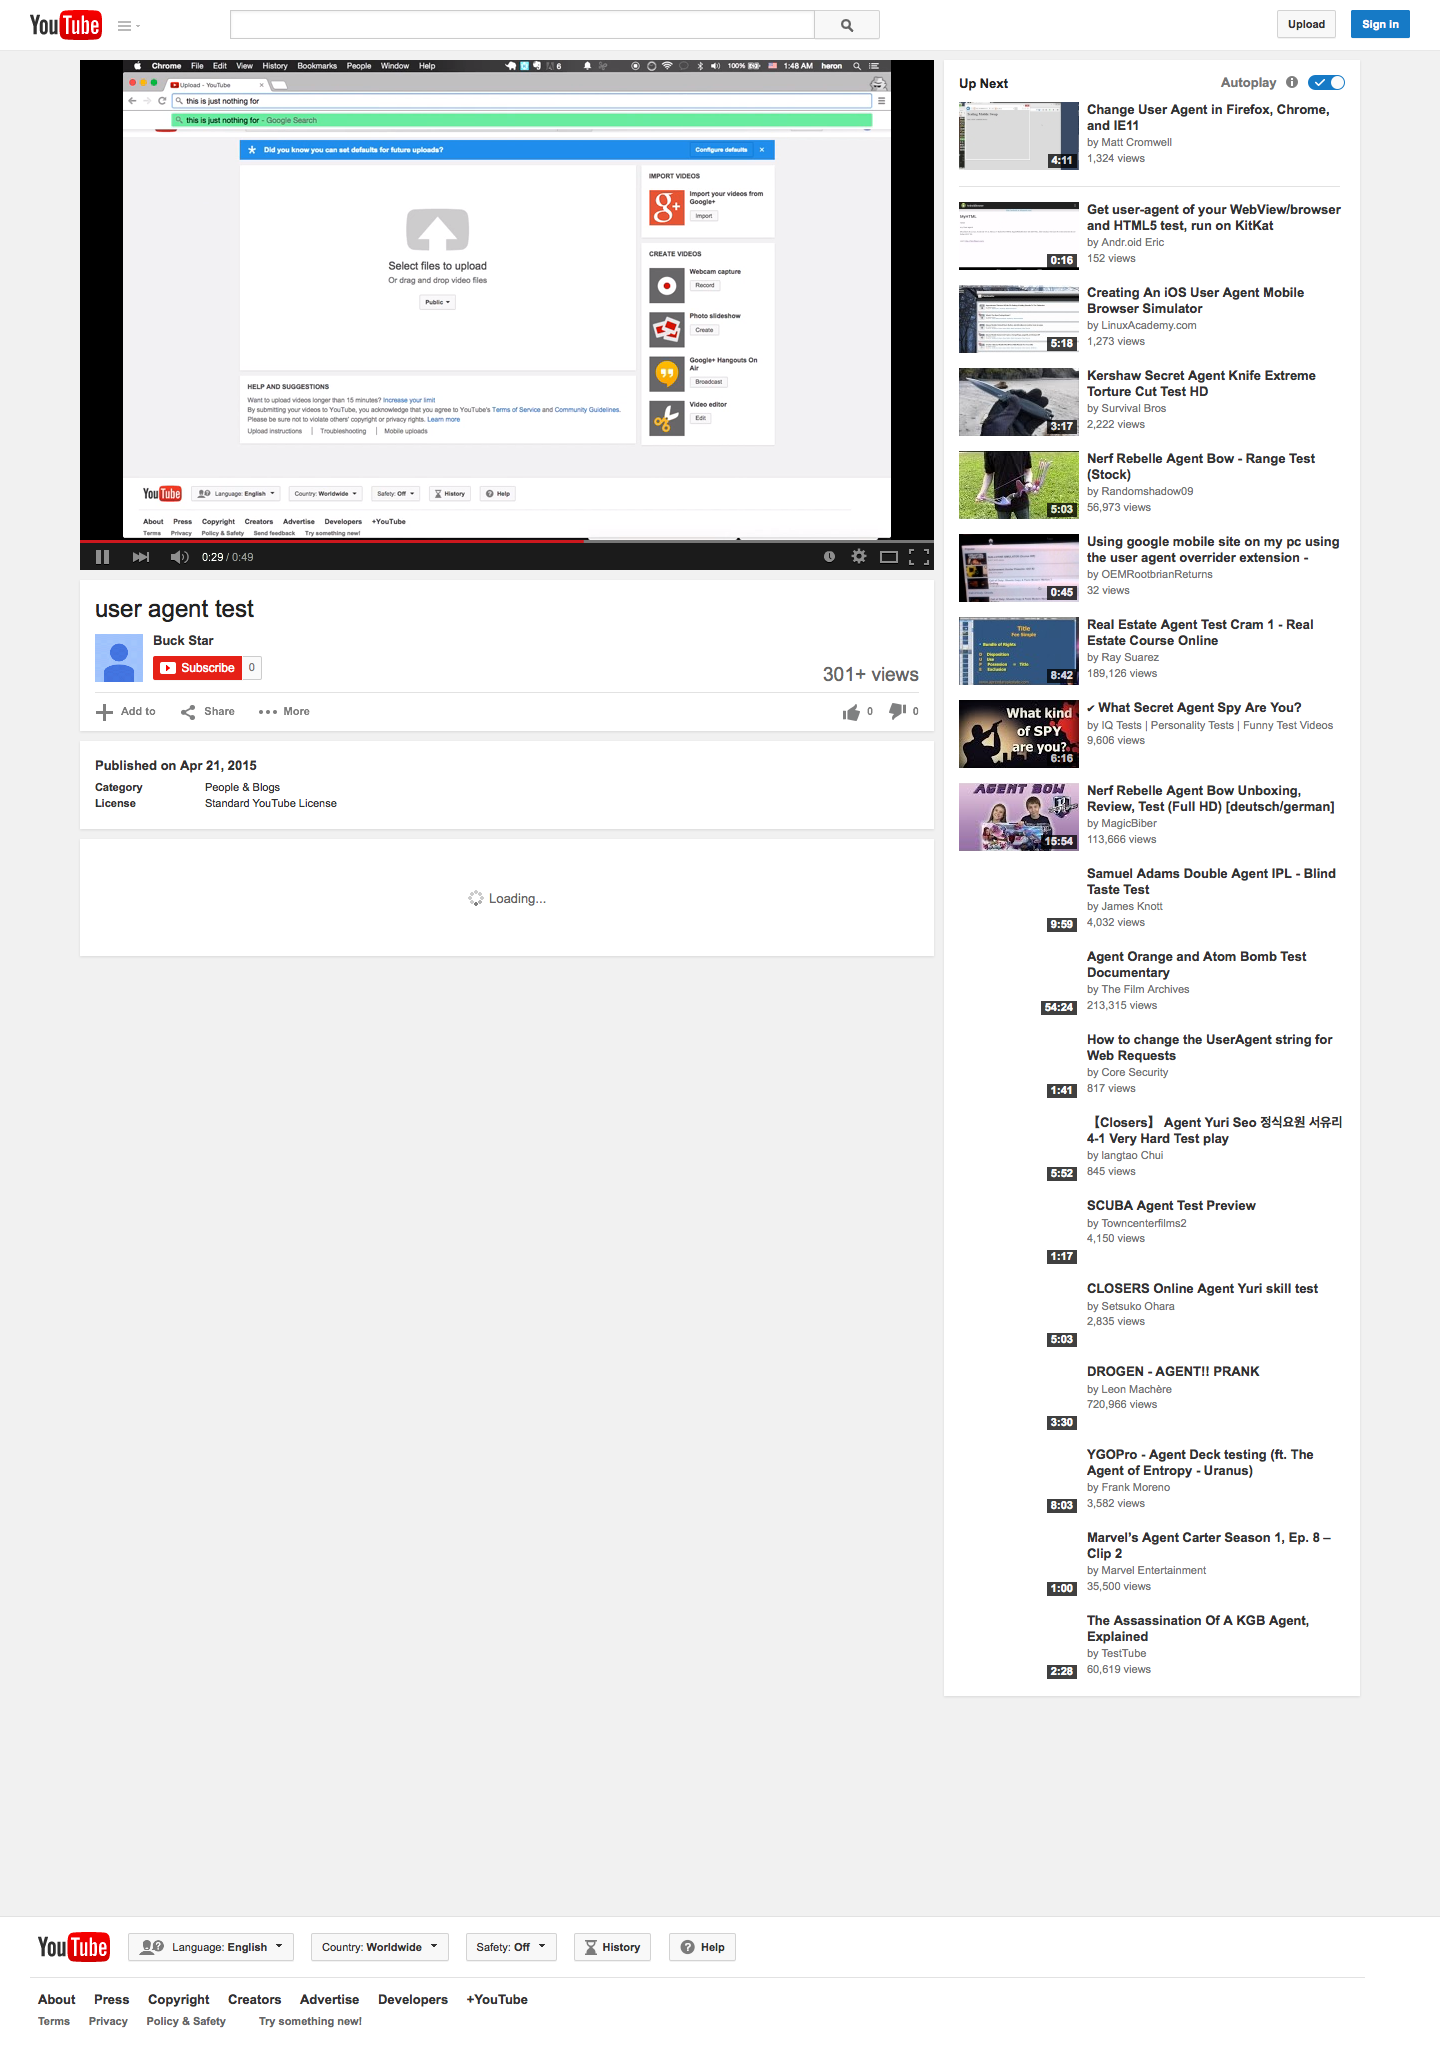 YouTube
Upload
Sign in
Chrome File Edit View History Bookmarks People Window Help 6 100% 1:48 AM heron
Upload - YouTube
this is just nothing for
this is just nothing for - Google Search
Did you know you can set defaults for future uploads? Configure defaults
Select files to upload
Or drag and drop video files
Public
IMPORT VIDEOS
Import your videos from
Google+
Import
CREATE VIDEOS
Webcam capture
Record
Photo slideshow
Create
Google+ Hangouts On
Air
Broadcast
Video editor
Edit
HELP AND SUGGESTIONS
Want to upload videos longer than 15 minutes? Increase your limit
By submitting your videos to YouTube, you acknowledge that you agree to YouTube's Terms of Service and Community Guidelines.
Please be sure not to violate others' copyright or privacy rights. Learn more
Upload instructions | Troubleshooting | Mobile uploads
YouTube Language: English Country: Worldwide Safety: Off History Help
About Press Copyright Creators Advertise Developers +YouTube
Terms Privacy Policy & Safety Send feedback Try something new!
0:29 / 0:49
user agent test
Buck Star
Subscribe 0
301+ views
Add to Share More 0 0
Published on Apr 21, 2015
Category People & Blogs
License Standard YouTube License
Loading...
Up Next Autoplay
4:11
Change User Agent in Firefox, Chrome,
and IE11
by Matt Cromwell
1,324 views
MyHTML
0:16
Get user-agent of your WebView/browser
and HTML5 test, run on KitKat
by Andr.oid Eric
152 views
5:18
Creating An iOS User Agent Mobile
Browser Simulator
by LinuxAcademy.com
1,273 views
3:17
Kershaw Secret Agent Knife Extreme
Torture Cut Test HD
by Survival Bros
2,222 views
5:03
Nerf Rebelle Agent Bow - Range Test
(Stock)
by Randomshadow09
56,973 views
0:45
Using google mobile site on my pc using
the user agent overrider extension -
by OEMRootbrianReturns
32 views
Title
Fee Simple
Bundle of Rights
8:42
Real Estate Agent Test Cram 1 - Real
Estate Course Online
by Ray Suarez
189,126 views
What kind
of SPY
are you?
6:16
✔ What Secret Agent Spy Are You?
by IQ Tests | Personality Tests | Funny Test Videos
9,606 views
AGENT BOW
15:54
Nerf Rebelle Agent Bow Unboxing,
Review, Test (Full HD) [deutsch/german]
by MagicBiber
113,666 views
9:59
Samuel Adams Double Agent IPL - Blind
Taste Test
by James Knott
4,032 views
54:24
Agent Orange and Atom Bomb Test
Documentary
by The Film Archives
213,315 views
1:41
How to change the UserAgent string for
Web Requests
by Core Security
817 views
5:52
【Closers】 Agent Yuri Seo 정식요원 서유리
4-1 Very Hard Test play
by langtao Chui
845 views
1:17
SCUBA Agent Test Preview
by Towncenterfilms2
4,150 views
5:03
CLOSERS Online Agent Yuri skill test
by Setsuko Ohara
2,835 views
3:30
DROGEN - AGENT!! PRANK
by Leon Machère
720,966 views
8:03
YGOPro - Agent Deck testing (ft. The
Agent of Entropy - Uranus)
by Frank Moreno
3,582 views
1:00
Marvel's Agent Carter Season 1, Ep. 8 –
Clip 2
by Marvel Entertainment
35,500 views
2:28
The Assassination Of A KGB Agent,
Explained
by TestTube
60,619 views
YouTube Language: English Country: Worldwide Safety: Off History Help
About Press Copyright Creators Advertise Developers +YouTube
Terms Privacy Policy & Safety Try something new!